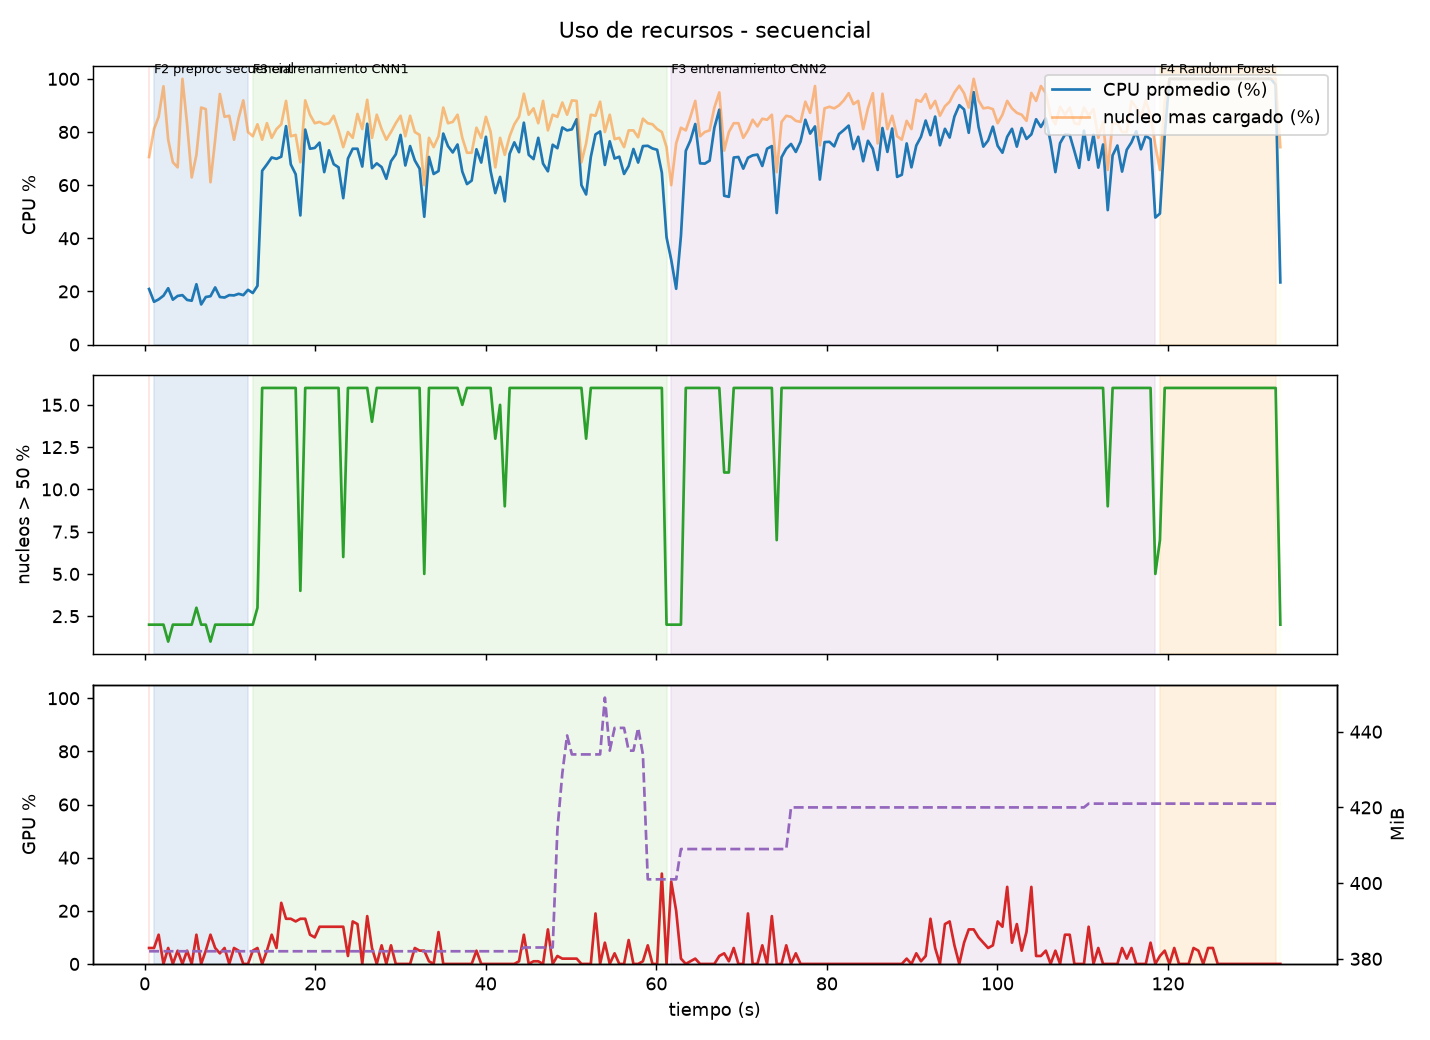 Uso de recursos - secuencial
F2 preproc secuencial
F3 entrenamiento CNN1
F3 entrenamiento CNN2
F4 Random Forest
CPU promedio (%)
nucleo mas cargado (%)
CPU %
100
80
60
40
20
0
nucleos > 50 %
15.0
12.5
10.0
7.5
5.0
2.5
GPU %
100
80
60
40
20
0
440
420
400
380
MiB
0 20 40 60 80 100 120
tiempo (s)